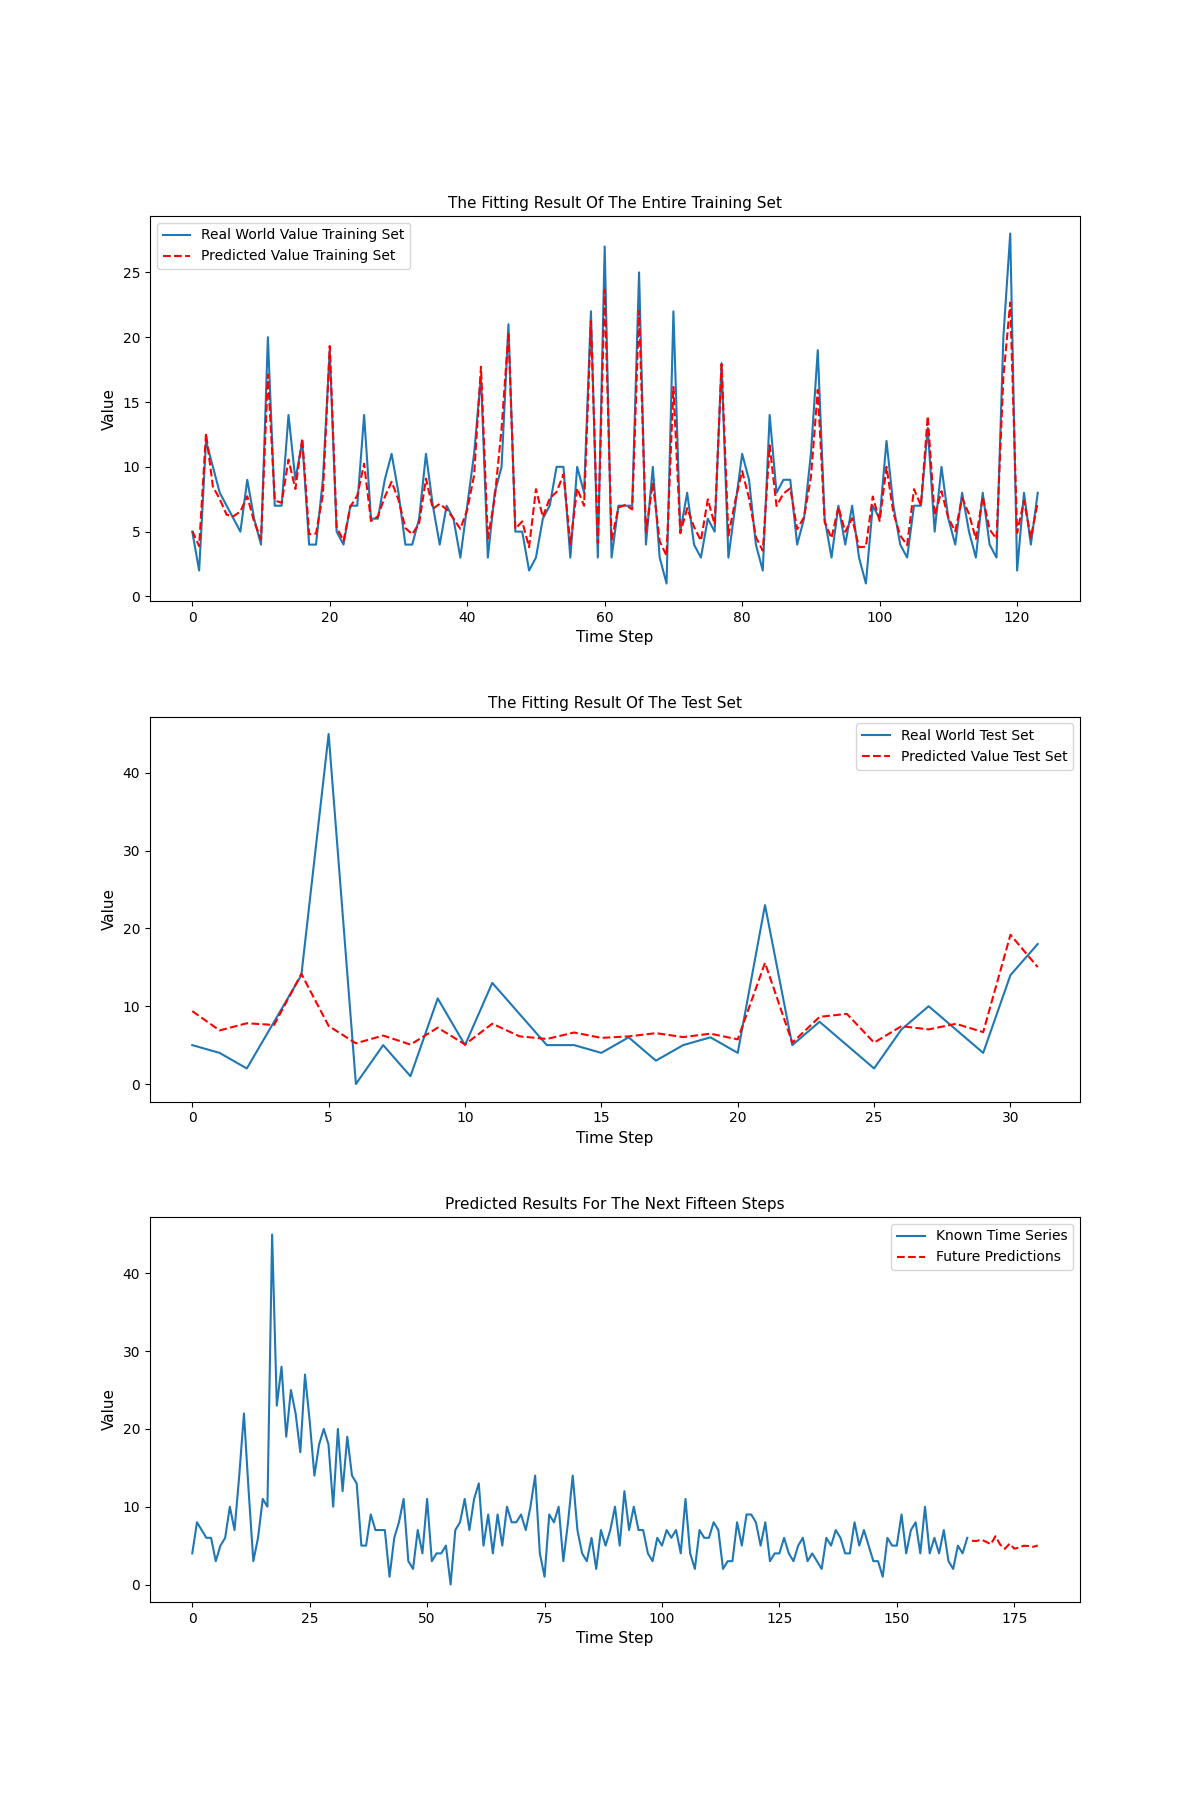 The Fitting Result Of The Entire Training Set
Real World Value Training Set
Predicted Value Training Set
Value
25
20
15
10
5
0
0 20 40 60 80 100 120
Time Step
The Fitting Result Of The Test Set
Real World Test Set
Predicted Value Test Set
Value
40
30
20
10
0
0 5 10 15 20 25 30
Time Step
Predicted Results For The Next Fifteen Steps
Known Time Series
Future Predictions
Value
40
30
20
10
0
0 25 50 75 100 125 150 175
Time Step